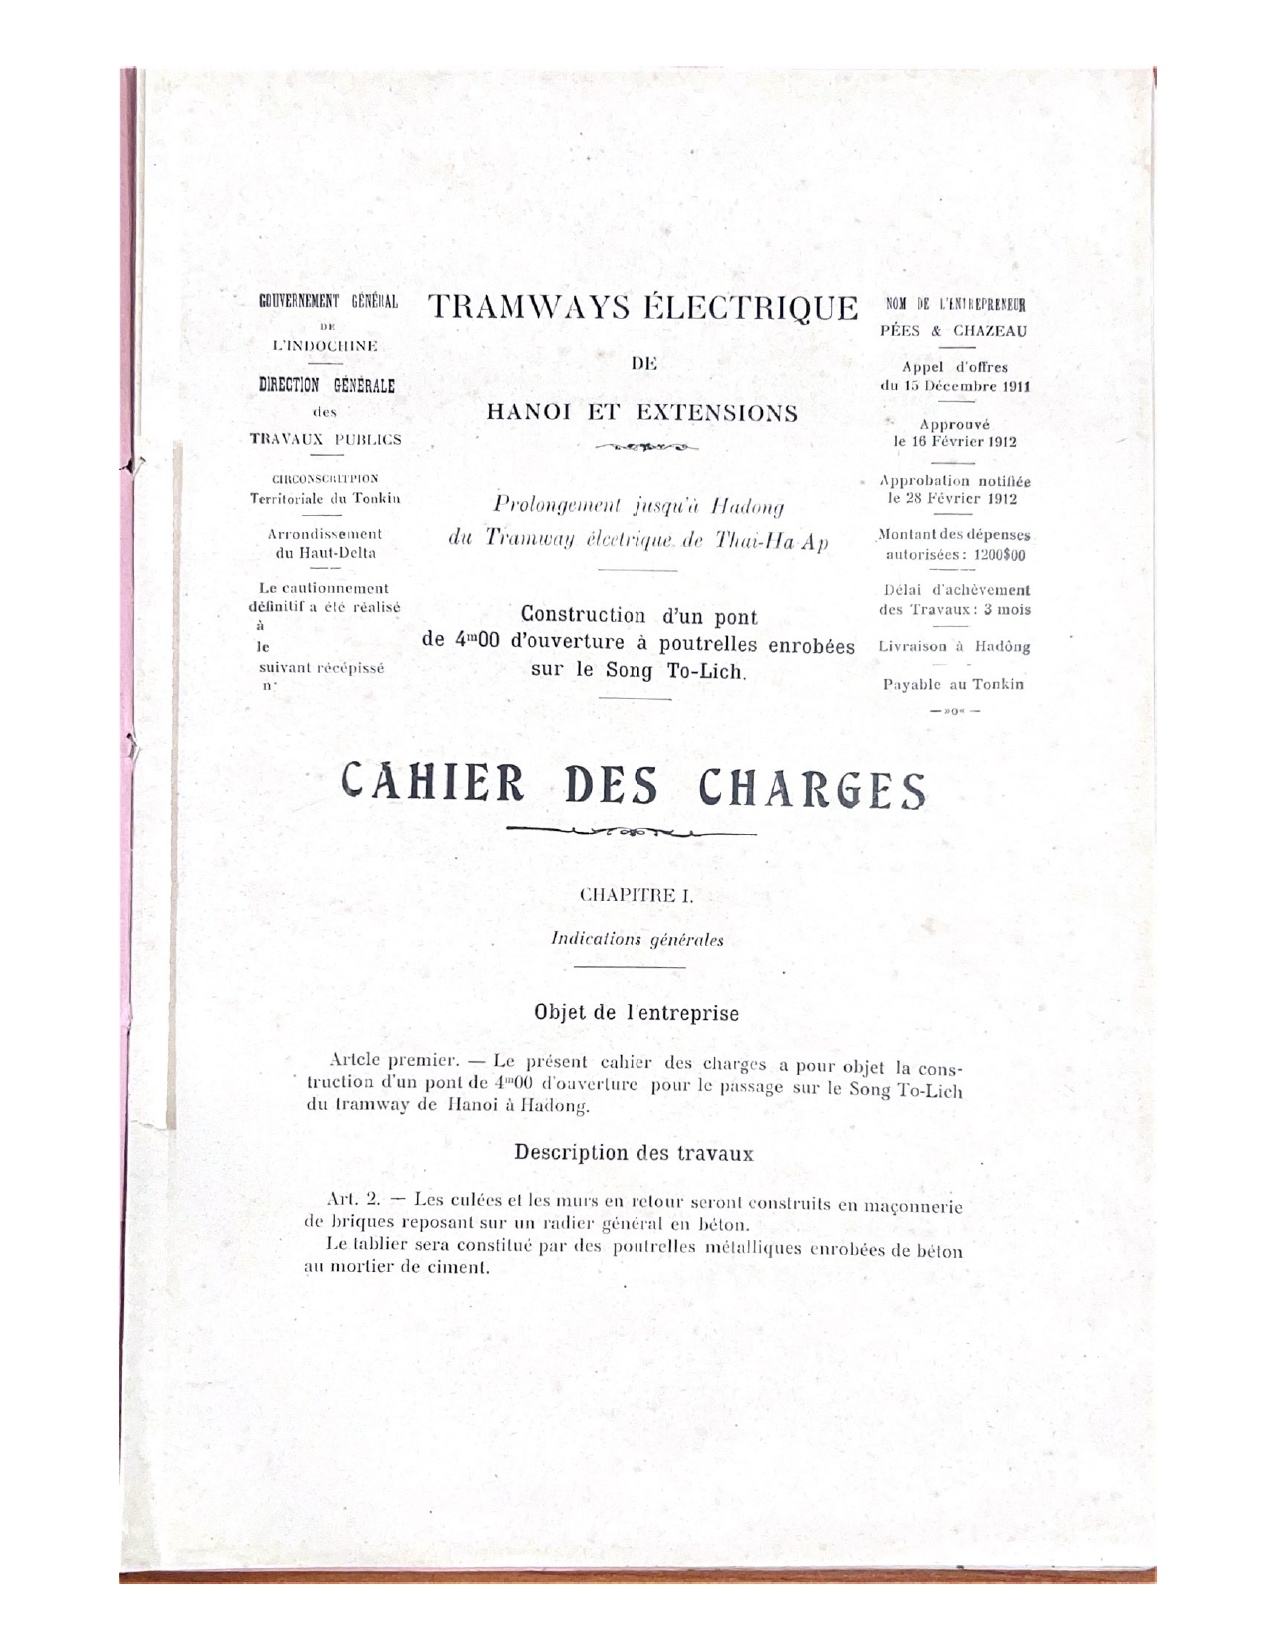 GOUVERNEMENT GÉNÉRAL
DE
L'INDOCHINE
DIRECTION GÉNÉRALE
des
TRAVAUX PUBLICS
CIRCONSCRITPION
Territoriale du Tonkin
Arrondissement
du Haut-Delta
Le cautionnement
définitif a été réalisé
à
le
suivant récépissé
n°
TRAMWAYS ÉLECTRIQUE
DE
HANOI ET EXTENSIONS
Prolongement jusqu'à Hadong
du Tramway électrique de Thai-Ha Ap
Construction d'un pont
de 4m00 d'ouverture à poutrelles enrobées
sur le Song To-Lich.
NOM DE L'ENTREPRENEUR
PÉES & CHAZEAU
Appel d'offres
du 15 Décembre 1911
Approuvé
le 16 Février 1912
Approbation notifiée
le 28 Février 1912
Montant des dépenses
autorisées : 1200$00
Délai d'achèvement
des Travaux : 3 mois
Livraison à Hadông
Payable au Tonkin
— »o« —
CAHIER DES CHARGES
CHAPITRE I.
Indications générales
Objet de l'entreprise
Artcle premier. — Le présent cahier des charges a pour objet la cons-
truction d'un pont de 4m00 d'ouverture pour le passage sur le Song To-Lich
du tramway de Hanoi à Hadong.
Description des travaux
Art. 2. — Les culées et les murs en retour seront construits en maçonnerie
de briques reposant sur un radier général en béton.
Le tablier sera constitué par des poutrelles métalliques enrobées de béton
au mortier de ciment.